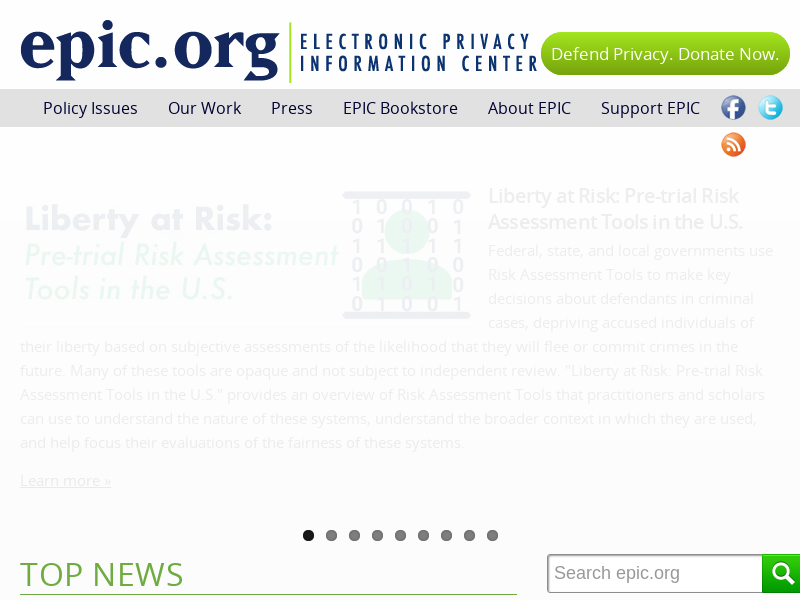 epic.org
ELECTRONIC PRIVACY
INFORMATION CENTER
Defend Privacy. Donate Now.
Policy Issues Our Work Press EPIC Bookstore About EPIC Support EPIC
Liberty at Risk:
Pre-trial Risk Assessment
Tools in the U.S.
1 0 0 1 0
0 1 0 0 1
1 1 1 1 1
0 0 1 0 0
1 1 0 1 0
0 1 0 0 1
Liberty at Risk: Pre-trial Risk
Assessment Tools in the U.S.
Federal, state, and local governments use
Risk Assessment Tools to make key
decisions about defendants in criminal
cases, depriving accused individuals of
their liberty based on subjective assessments of the likelihood that they will flee or commit crimes in the
future. Many of these tools are opaque and not subject to independent review. "Liberty at Risk: Pre-trial Risk
Assessment Tools in the U.S." provides an overview of Risk Assessment Tools that practitioners and scholars
can use to understand the nature of these systems, understand the broader context in which they are used,
and help focus their evaluations of the fairness of these systems.
Learn more »
TOP NEWS
Search epic.org